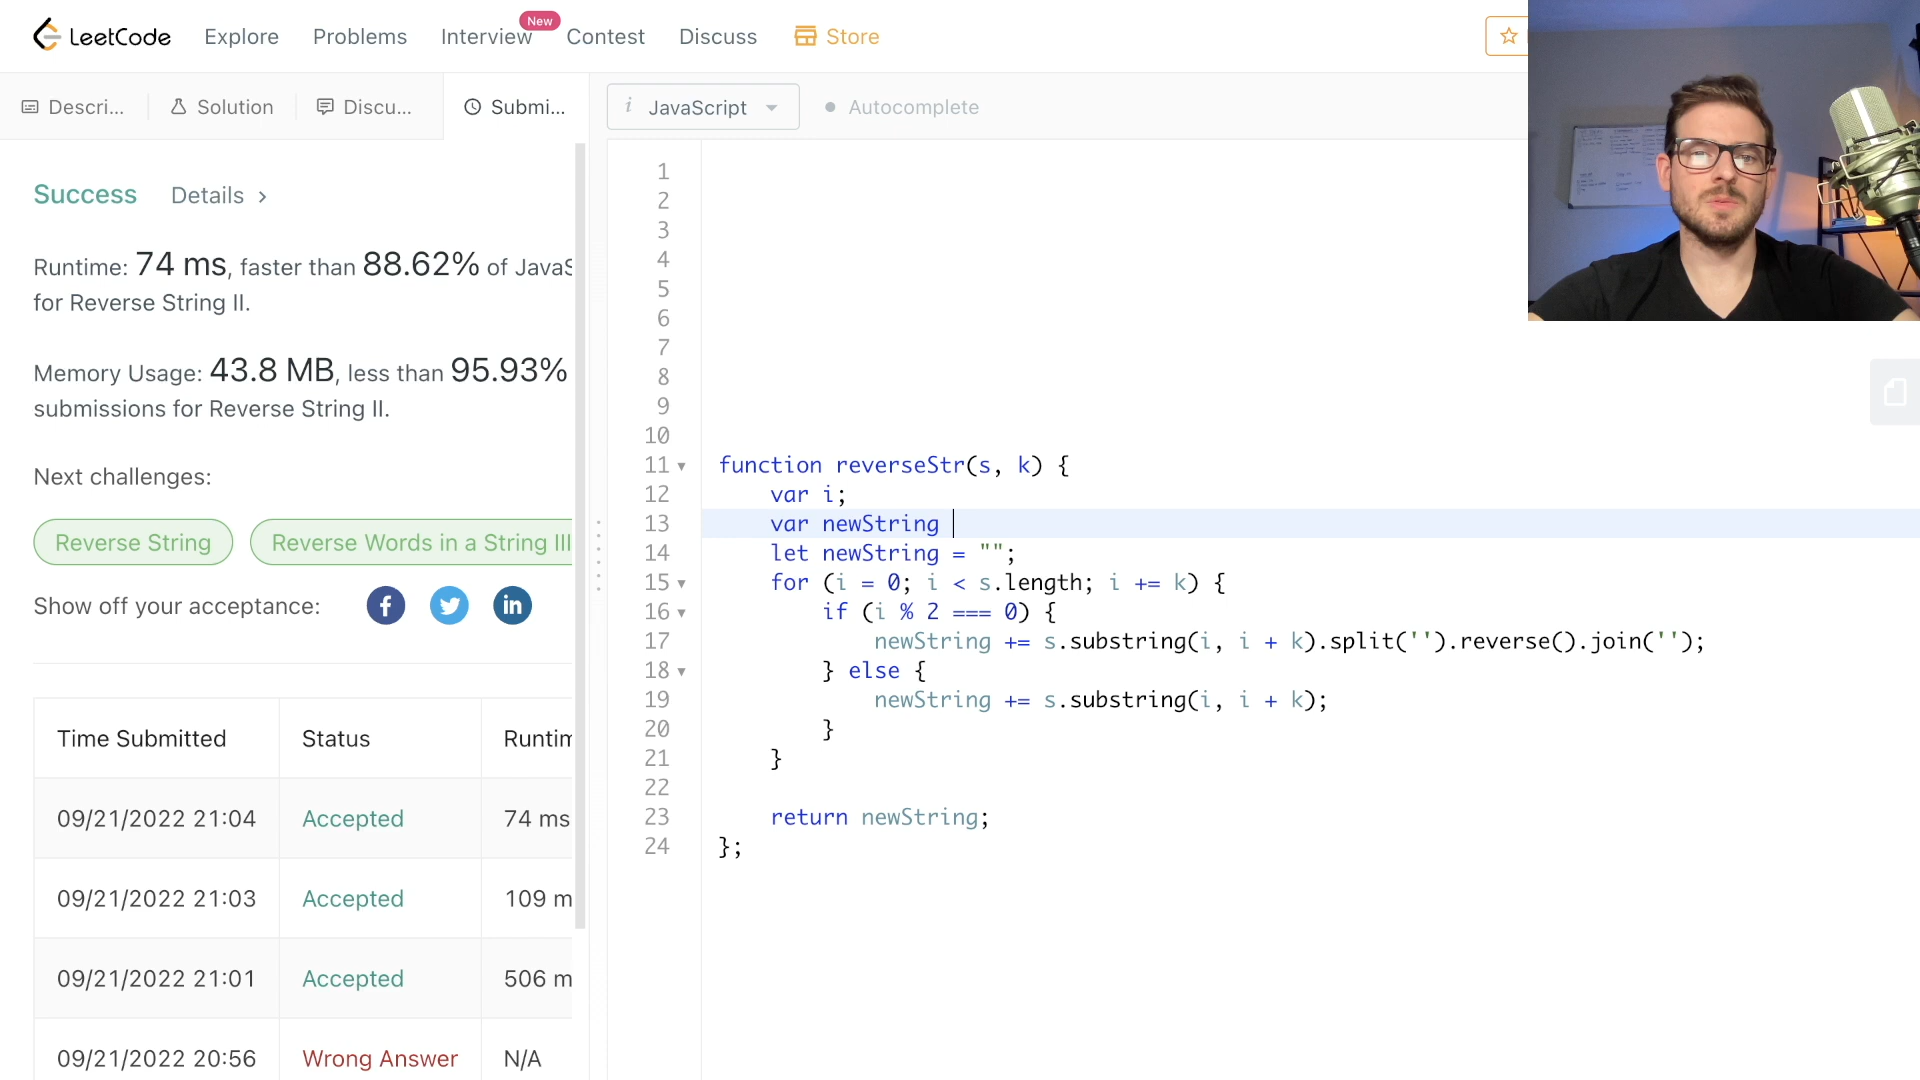 LeetCode
Explore
Problems
Interview
New
Contest
Discuss
Store
Descri...
Solution
Discu...
Submi...
i JavaScript
Autocomplete
Success Details >
Runtime: 74 ms, faster than 88.62% of JavaS
for Reverse String II.
Memory Usage: 43.8 MB, less than 95.93%
submissions for Reverse String II.
Next challenges:
Reverse String
Reverse Words in a String III
Show off your acceptance:
Time Submitted Status Runtim
09/21/2022 21:04 Accepted 74 ms
09/21/2022 21:03 Accepted 109 m
09/21/2022 21:01 Accepted 506 m
09/21/2022 20:56 Wrong Answer N/A
1
2
3
4
5
6
7
8
9
10
11 function reverseStr(s, k) {
12 var i;
13 var newString
14 let newString = "";
15 for (i = 0; i < s.length; i += k) {
16 if (i % 2 === 0) {
17 newString += s.substring(i, i + k).split('').reverse().join('');
18 } else {
19 newString += s.substring(i, i + k);
20 }
21 }
22
23 return newString;
24 };